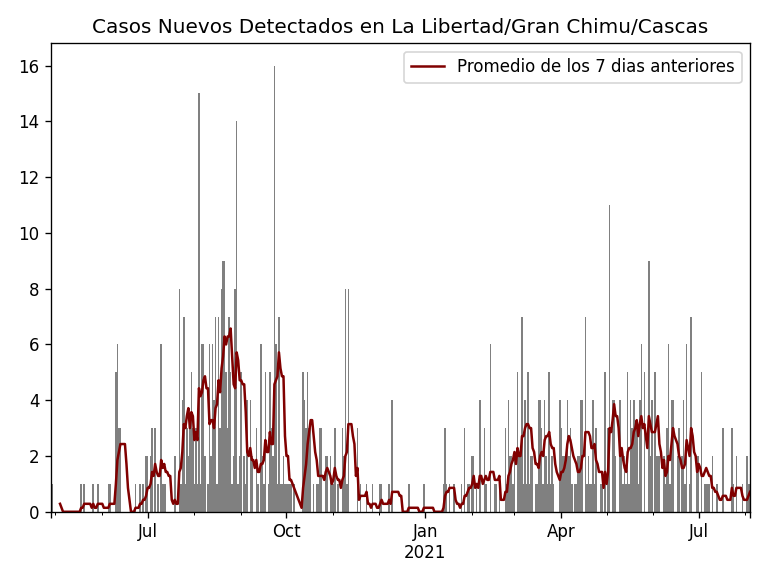 Casos Nuevos Detectados en La Libertad/Gran Chimu/Cascas
Promedio de los 7 dias anteriores
16
14
12
10
8
6
4
2
0
Jul
Oct
Jan
Apr
Jul
2021